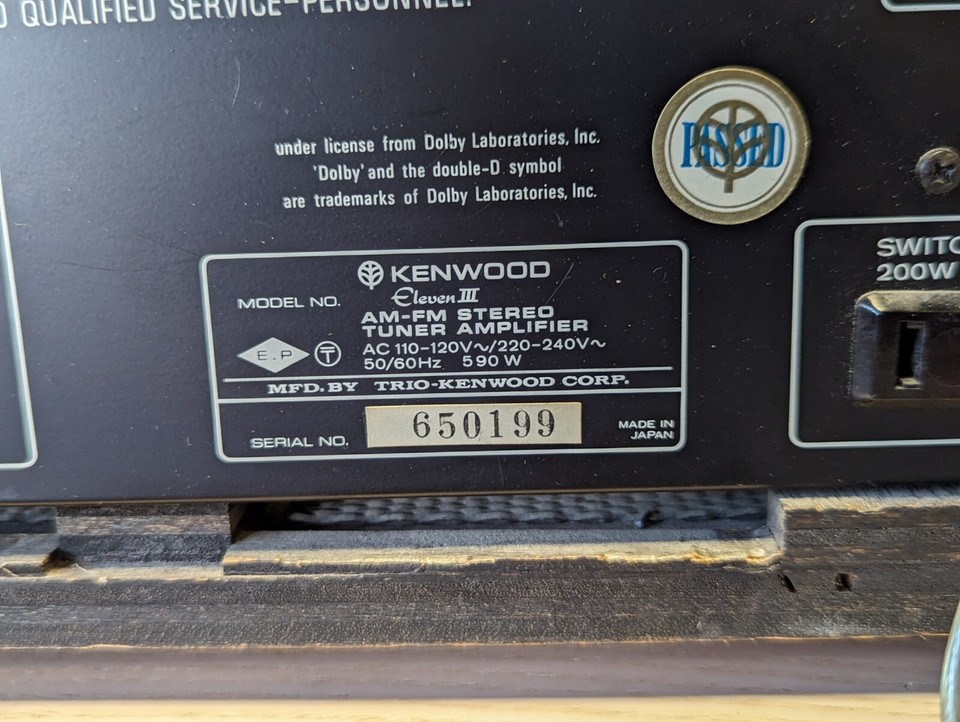 QUALIFIED SERVICE-PERSONNEL.
under license from Dolby Laboratories, Inc.
'Dolby' and the double-D symbol
are trademarks of Dolby Laboratories, Inc.
PASSED
KENWOOD
MODEL NO. Eleven III
AM-FM STEREO
TUNER AMPLIFIER
E.P T AC 110-120V~/220-240V~
50/60Hz 590 W
MFD. BY TRIO-KENWOOD CORP.
SERIAL NO. 650199 MADE IN
JAPAN
SWITC
200W